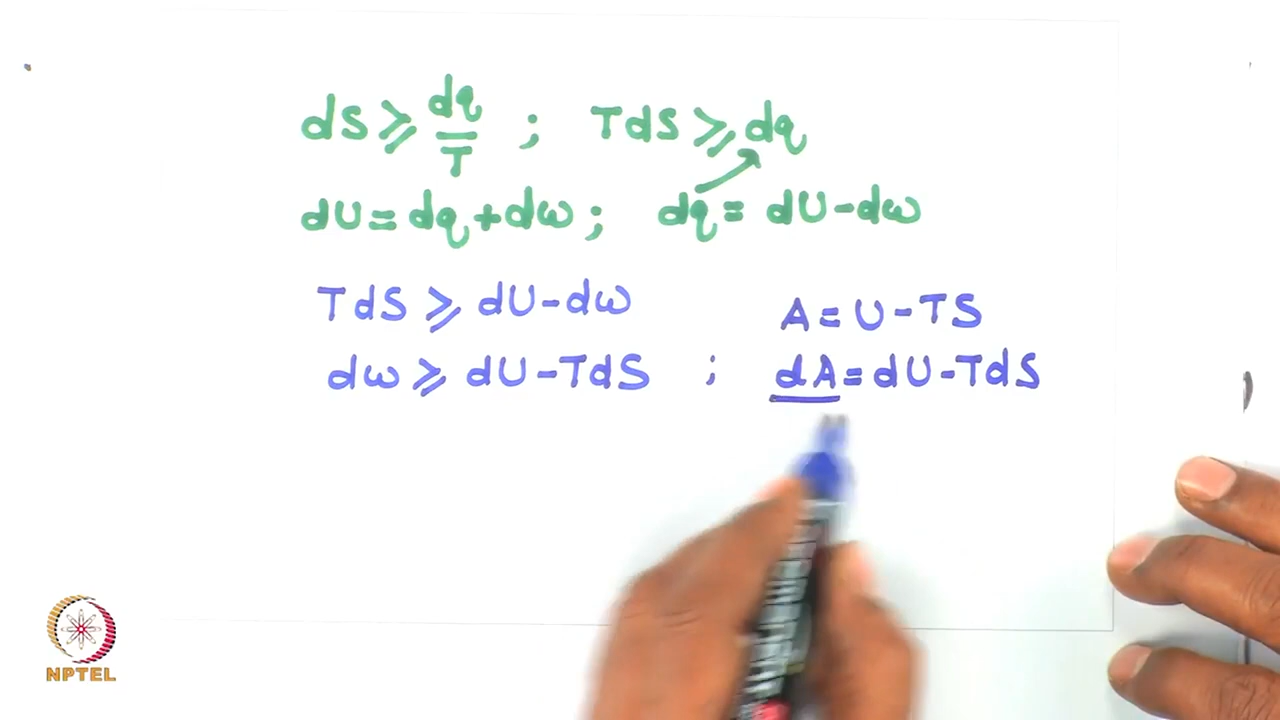 dS ⩾ dq/T ; TdS ⩾ dq
dU = dq + dω ; dq = dU - dω
TdS ⩾ dU - dω
A = U - TS
dω ⩾ dU - TdS ; dA = dU - TdS
NPTEL